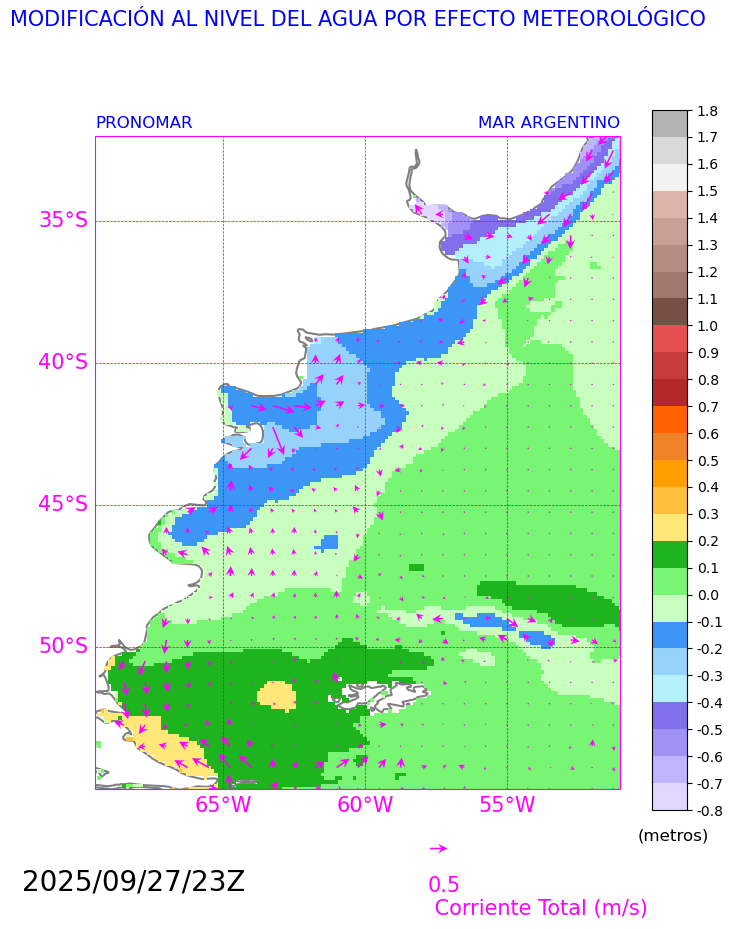 MODIFICACIÓN AL NIVEL DEL AGUA POR EFECTO METEOROLÓGICO
PRONOMAR
MAR ARGENTINO
35°S
40°S
45°S
50°S
65°W
60°W
55°W
1.8
1.7
1.6
1.5
1.4
1.3
1.2
1.1
1.0
0.9
0.8
0.7
0.6
0.5
0.4
0.3
0.2
0.1
0.0
-0.1
-0.2
-0.3
-0.4
-0.5
-0.6
-0.7
-0.8
(metros)
2025/09/27/23Z
0.5
Corriente Total (m/s)